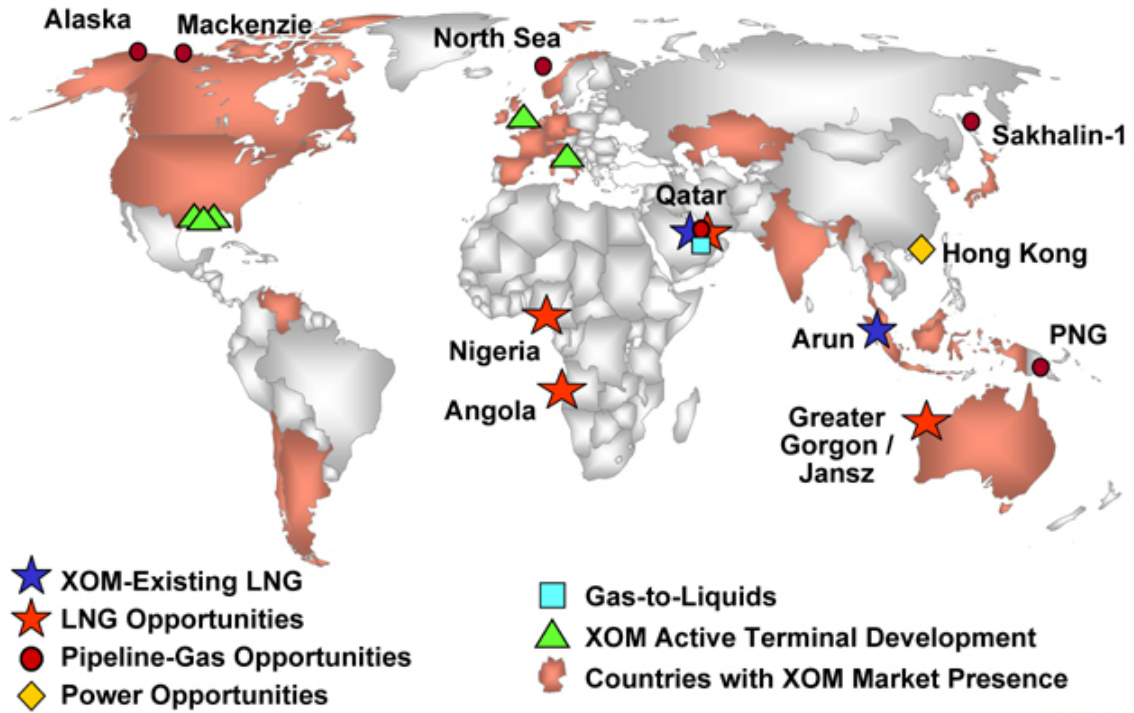 Alaska
Mackenzie
North Sea
Sakhalin-1
Qatar
Hong Kong
Arun
PNG
Nigeria
Angola
Greater
Gorgon /
Jansz
XOM-Existing LNG
LNG Opportunities
Pipeline-Gas Opportunities
Power Opportunities
Gas-to-Liquids
XOM Active Terminal Development
Countries with XOM Market Presence